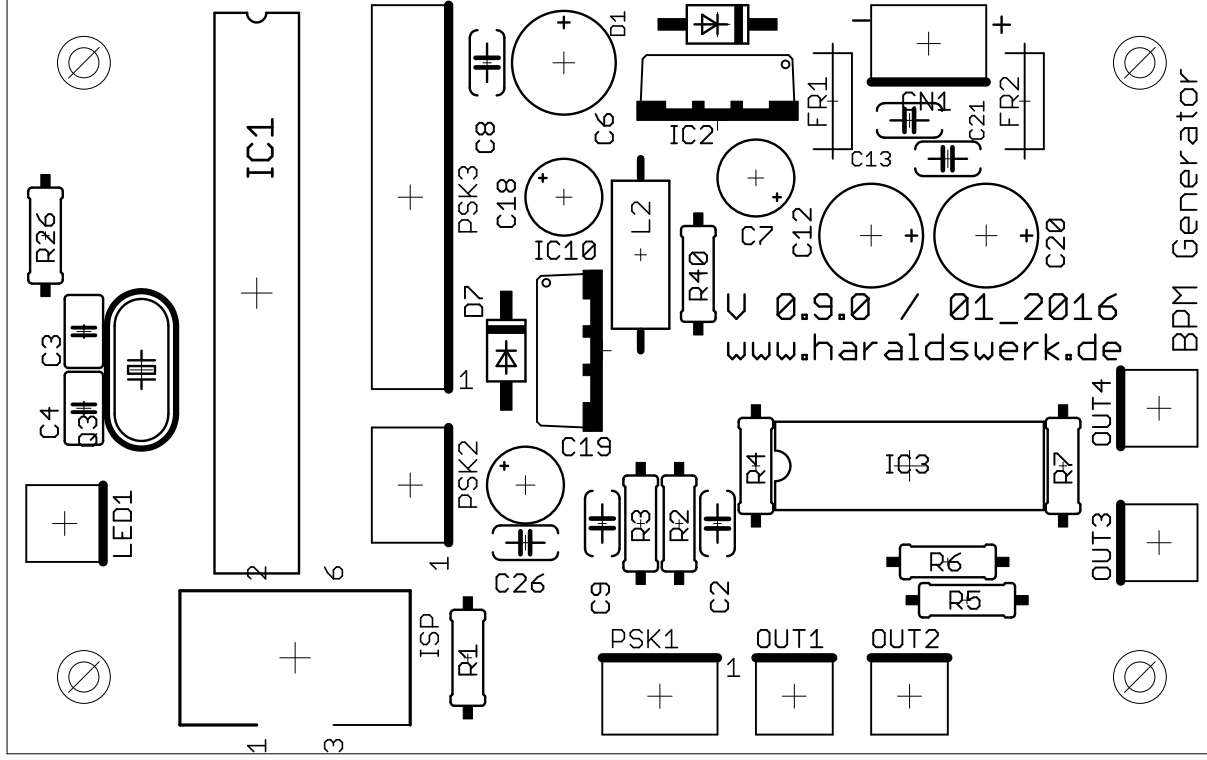 D1
-
+
IC1
FR1
CN1
FR2
C8
C6
IC2
C21
C13
BPM Generator
PSK3
C18
R26
L2
C7
C12
C20
IC10
R40
D7
V 0.9.0 / 01_2016
www.haraldswerk.de
C3
1
C4
Q3
OUT4
C19
PSK2
R4
IC3
R7
LED1
R3
R2
OUT3
1
2
6
C26
C9
C2
R6
R5
ISP
R1
PSK1
1
OUT1
OUT2
1
3